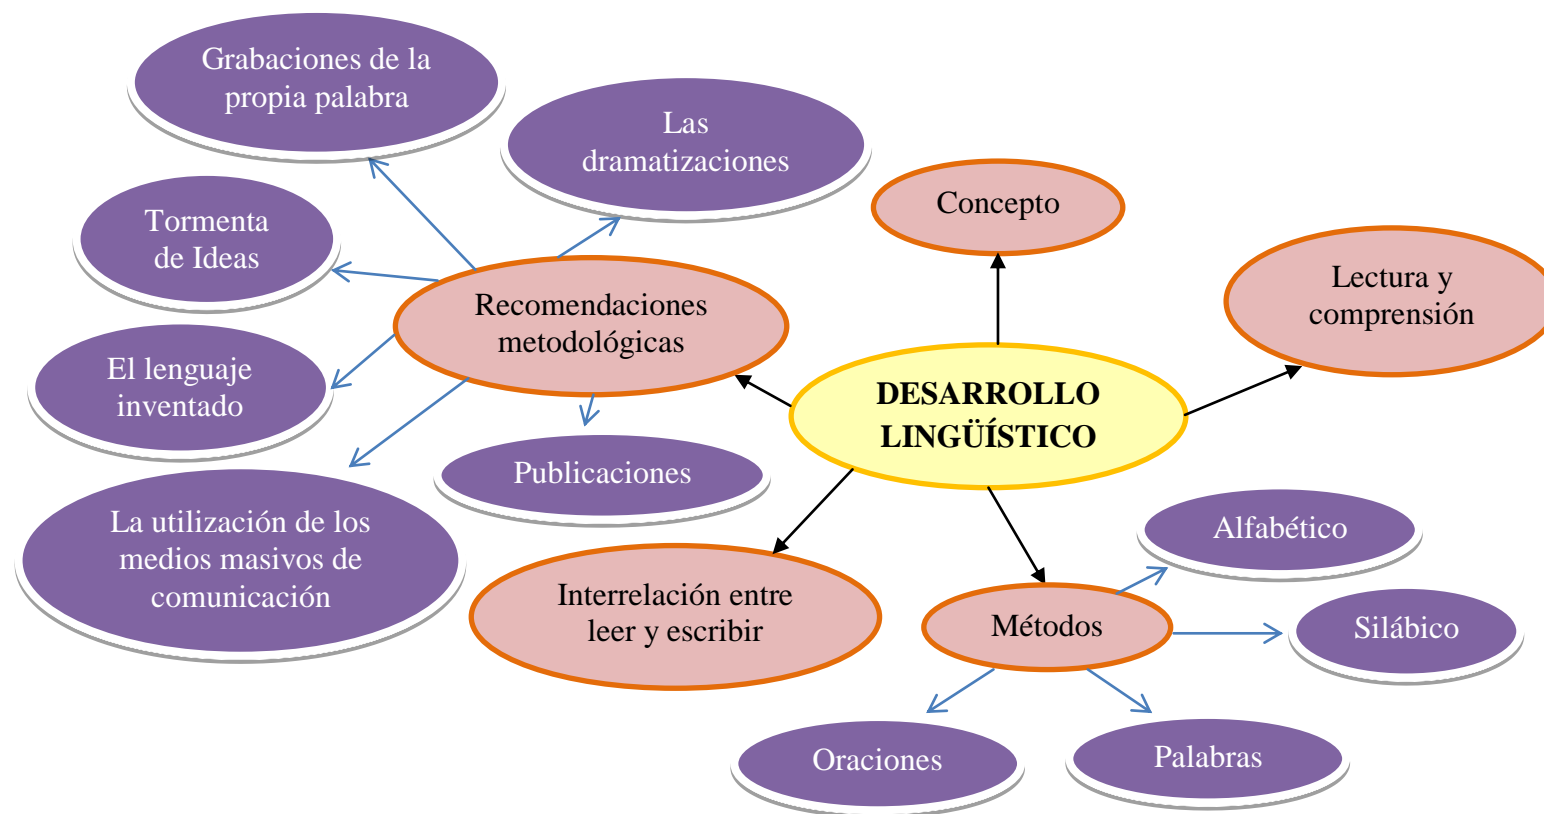 Grabaciones de la
propia palabra
Las
dramatizaciones
Concepto
Tormenta
de Ideas
Lectura y
comprensión
Recomendaciones
metodológicas
El lenguaje
inventado
DESARROLLO
LINGÜÍSTICO
Publicaciones
La utilización de los
medios masivos de
comunicación
Alfabético
Interrelación entre
leer y escribir
Métodos
Silábico
Oraciones
Palabras